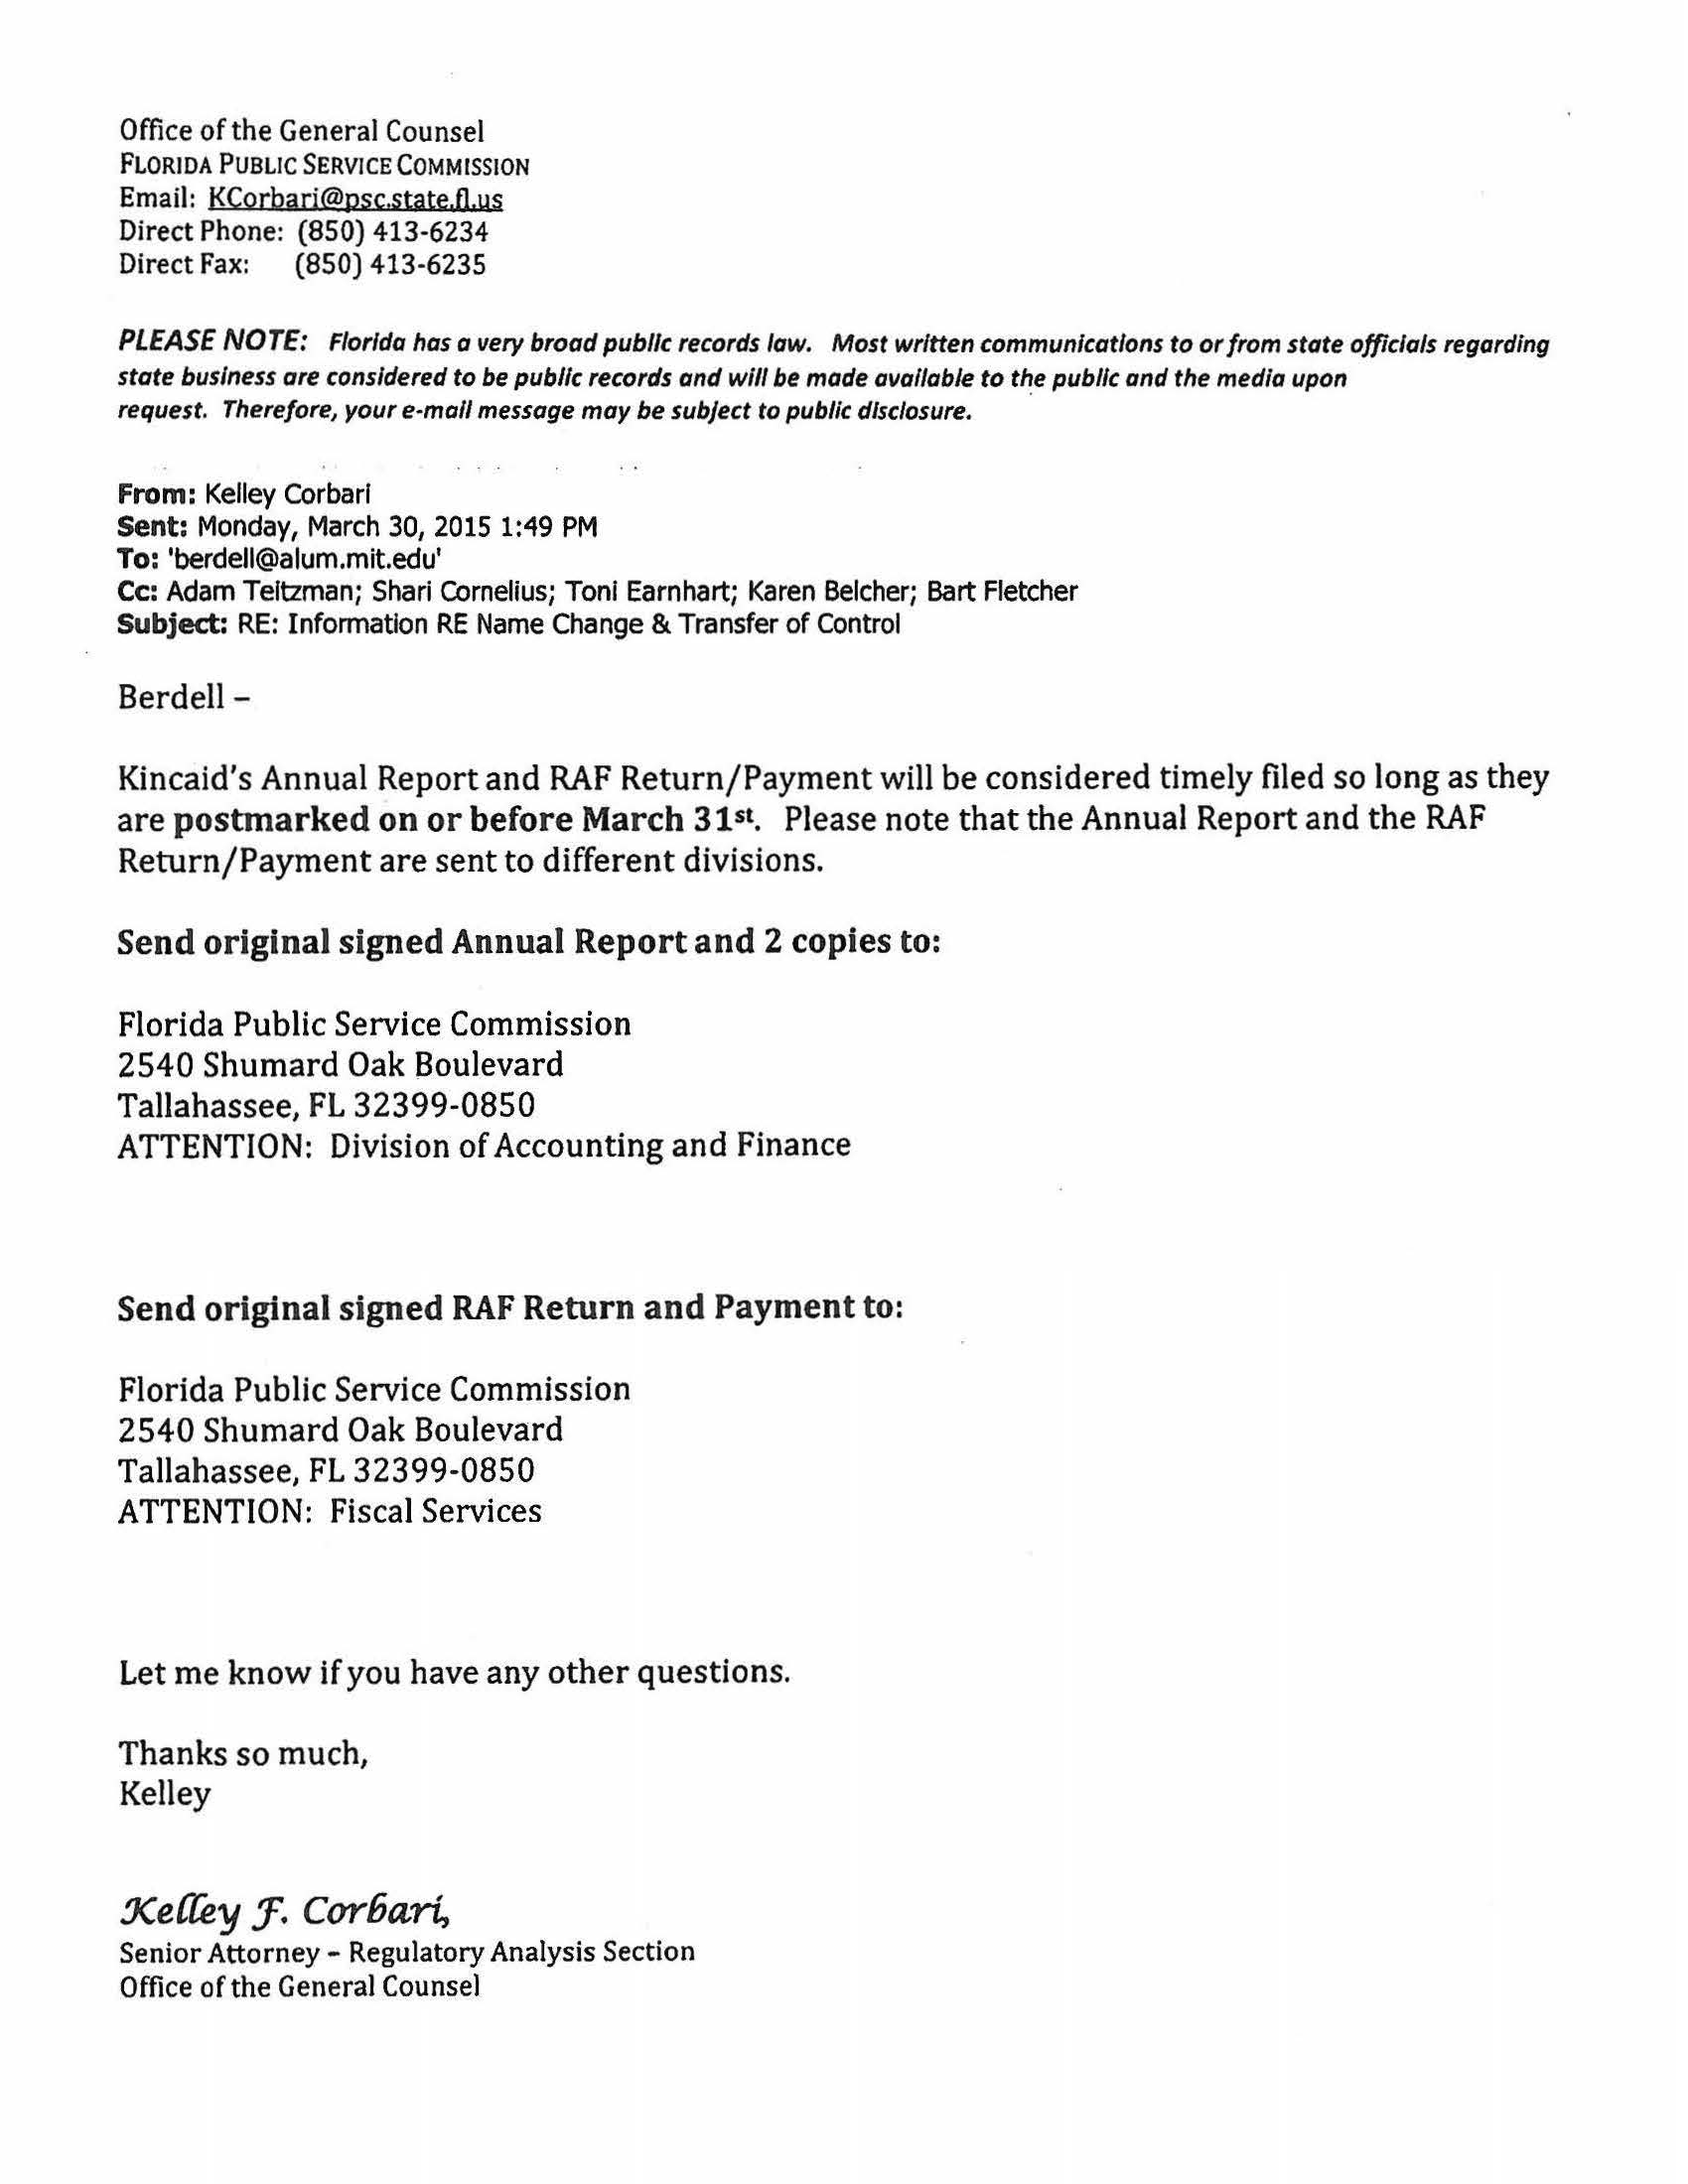 Office of the General Counsel
FLORIDA PUBLIC SERVICE COMMISSION
Email: KCorbari@psc.state.fl.us
Direct Phone: (850) 413-6234
Direct Fax: (850) 413-6235
PLEASE NOTE: Florida has a very broad public records law. Most written communications to or from state officials regarding
state business are considered to be public records and will be made available to the public and the media upon
request. Therefore, your e-mail message may be subject to public disclosure.
From: Kelley Corbari
Sent: Monday, March 30, 2015 1:49 PM
To: 'berdell@alum.mit.edu'
Cc: Adam Teitzman; Shari Cornelius; Toni Earnhart; Karen Belcher; Bart Fletcher
Subject: RE: Information RE Name Change & Transfer of Control
Berdell –
Kincaid's Annual Report and RAF Return/Payment will be considered timely filed so long as they
are postmarked on or before March 31st. Please note that the Annual Report and the RAF
Return/Payment are sent to different divisions.
Send original signed Annual Report and 2 copies to:
Florida Public Service Commission
2540 Shumard Oak Boulevard
Tallahassee, FL 32399-0850
ATTENTION: Division of Accounting and Finance
Send original signed RAF Return and Payment to:
Florida Public Service Commission
2540 Shumard Oak Boulevard
Tallahassee, FL 32399-0850
ATTENTION: Fiscal Services
Let me know if you have any other questions.
Thanks so much,
Kelley
Kelley F. Corbari,
Senior Attorney – Regulatory Analysis Section
Office of the General Counsel